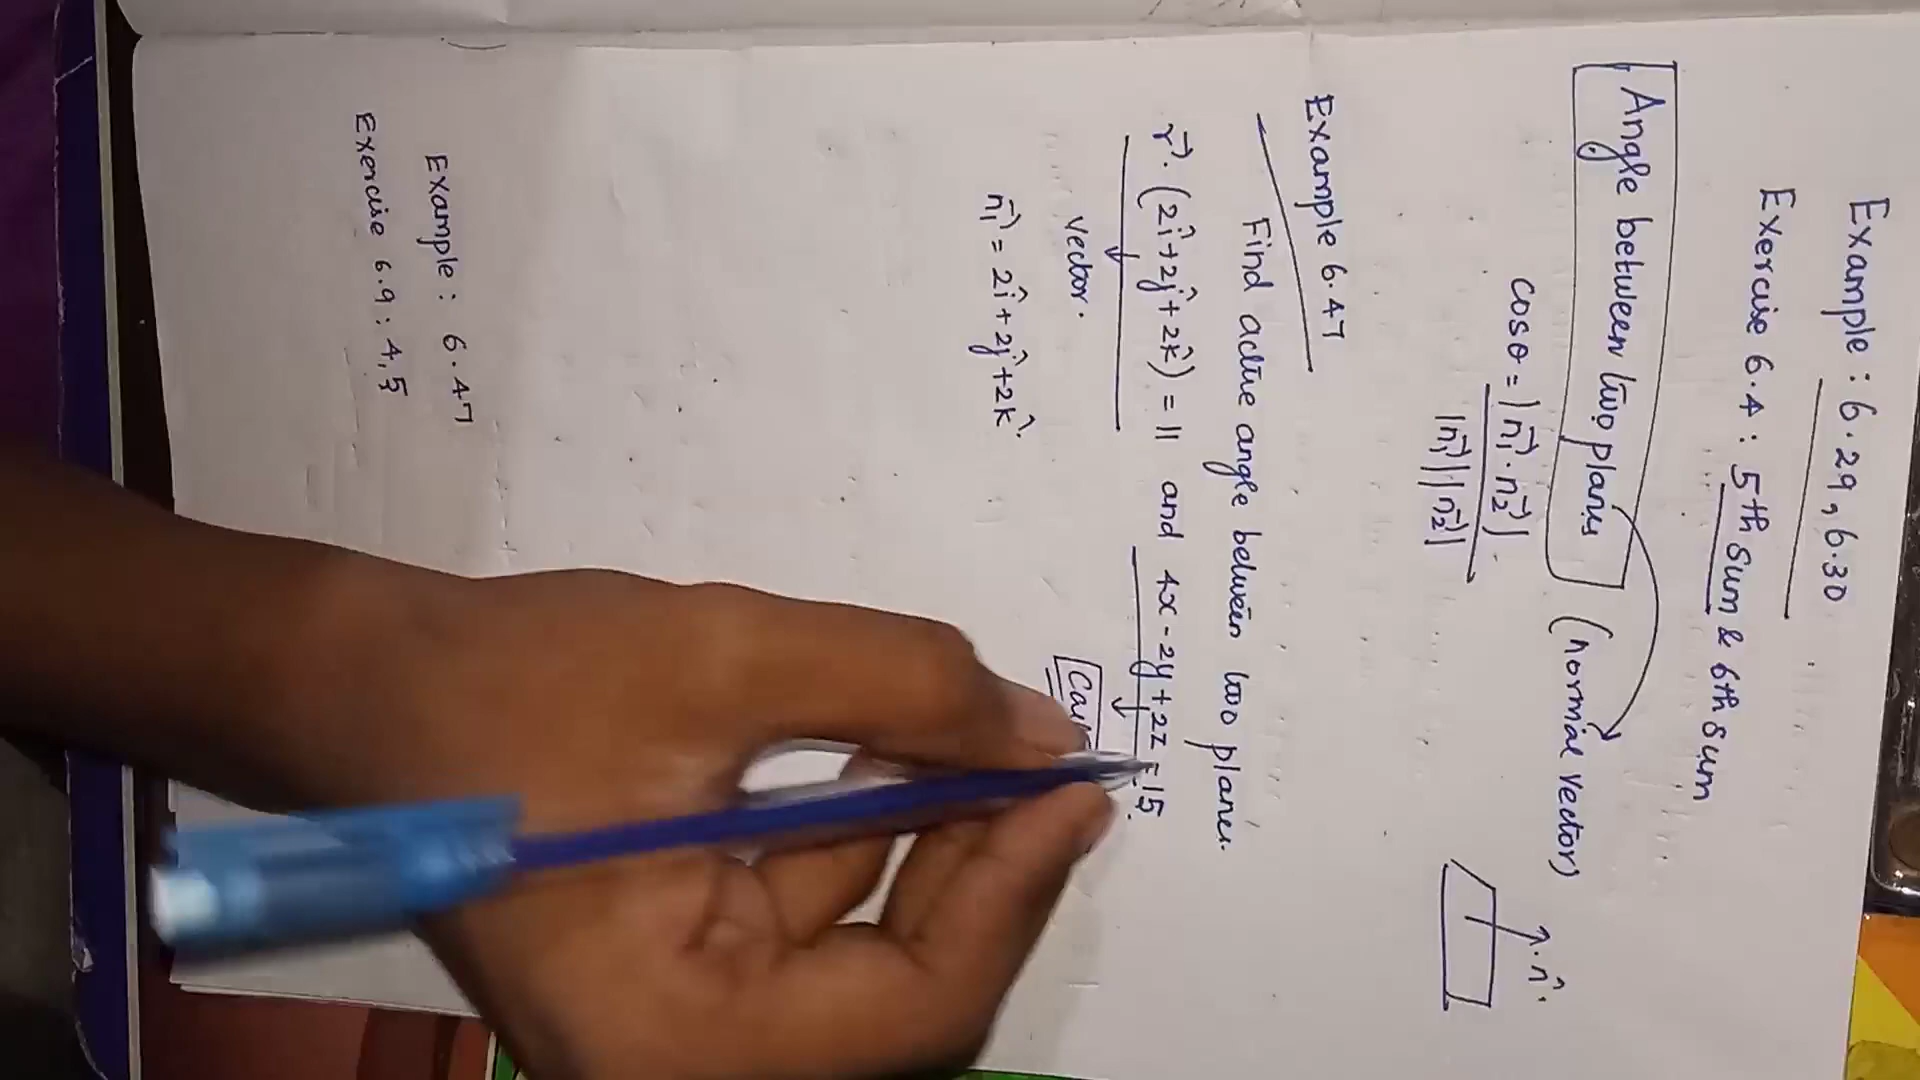 Example : 6.29, 6.30
Exercise 6.4 : 5th sum & 6th sum
Angle between two planes (normal vector)
cosθ = |n₁⃗ · n₂⃗|
|n₁⃗| |n₂⃗|
n̂.
Example 6.47
Find acute angle between two planes.
r⃗ · (2î + 2ĵ + 2k̂) = 11 and 4x - 2y + 2z = 15.
vector.
n₁⃗ = 2î + 2ĵ + 2k̂.
Example : 6.47
Exercise 6.9 : 4,5